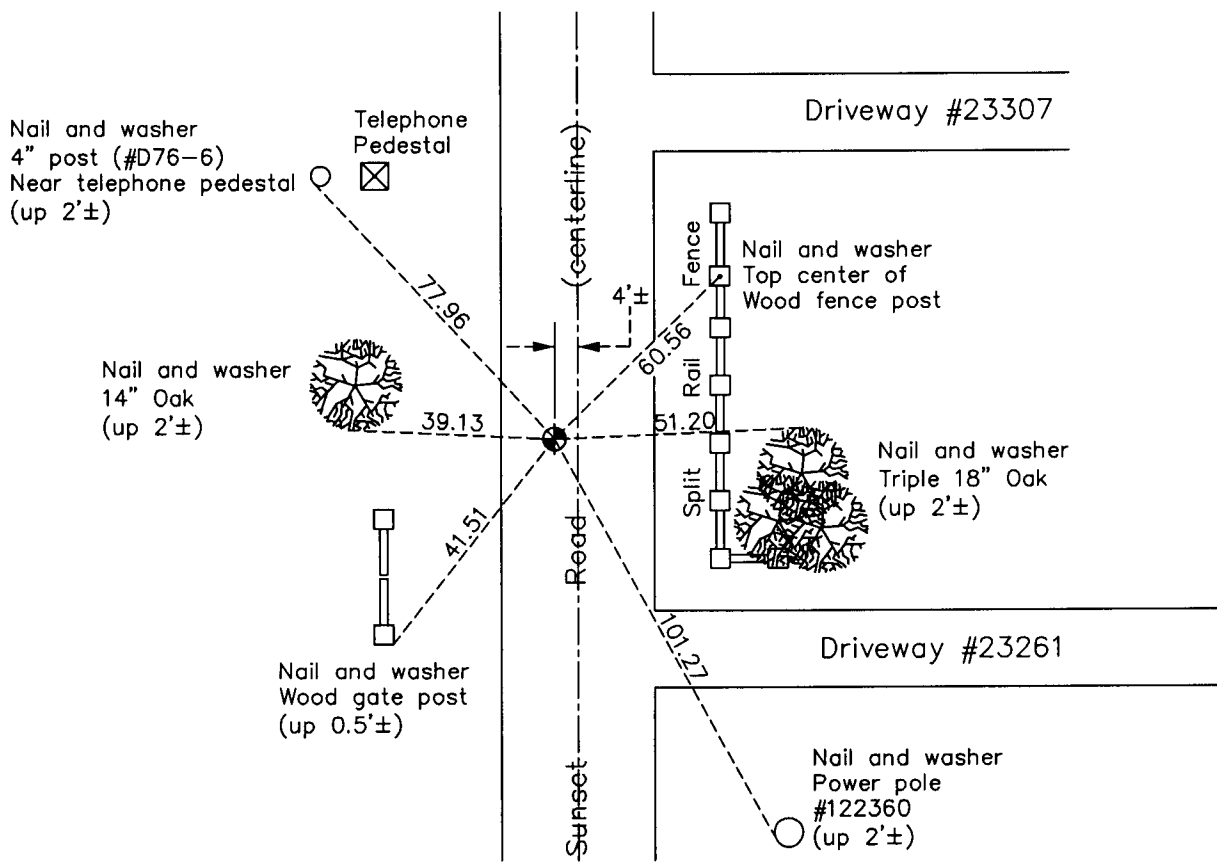 Driveway #23307
Nail and washer
4" post (#D76-6)
Near telephone pedestal
(up 2'±)
Telephone
Pedestal
(centerline)
Fence
Nail and washer
Top center of
Wood fence post
4'±
77.96
60.56
Nail and washer
14" Oak
(up 2'±)
Rail
39.13
51.20
Nail and washer
Triple 18" Oak
(up 2'±)
Split
41.51
Road
101.27
Driveway #23261
Nail and washer
Wood gate post
(up 0.5'±)
Sunset
Nail and washer
Power pole
#122360
(up 2'±)